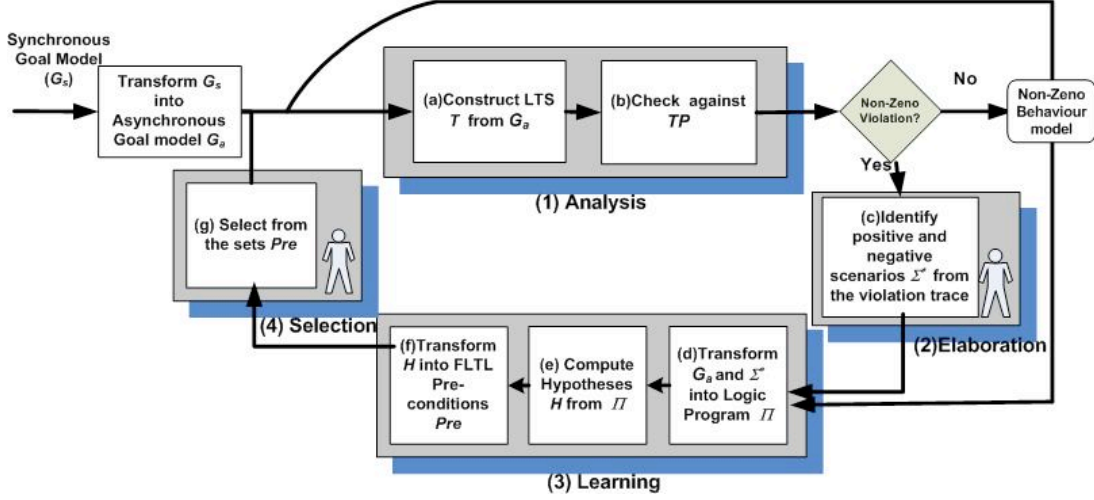 Synchronous
Goal Model
(Gs)
Transform Gs
into
Asynchronous
Goal model Ga
(a)Construct LTS
T from Ga
(b)Check against
TP
(1) Analysis
Non-Zeno
Violation?
No
Yes
Non-Zeno
Behaviour
model
(c)Identify
positive and
negative
scenarios Σ* from
the violation trace
(2)Elaboration
(d)Transform
Ga and Σ*
into Logic
Program Π
(e) Compute
Hypotheses
H from Π
(f)Transform
H into FLTL
Pre-
conditions
Pre
(3) Learning
(g) Select from
the sets Pre
(4) Selection